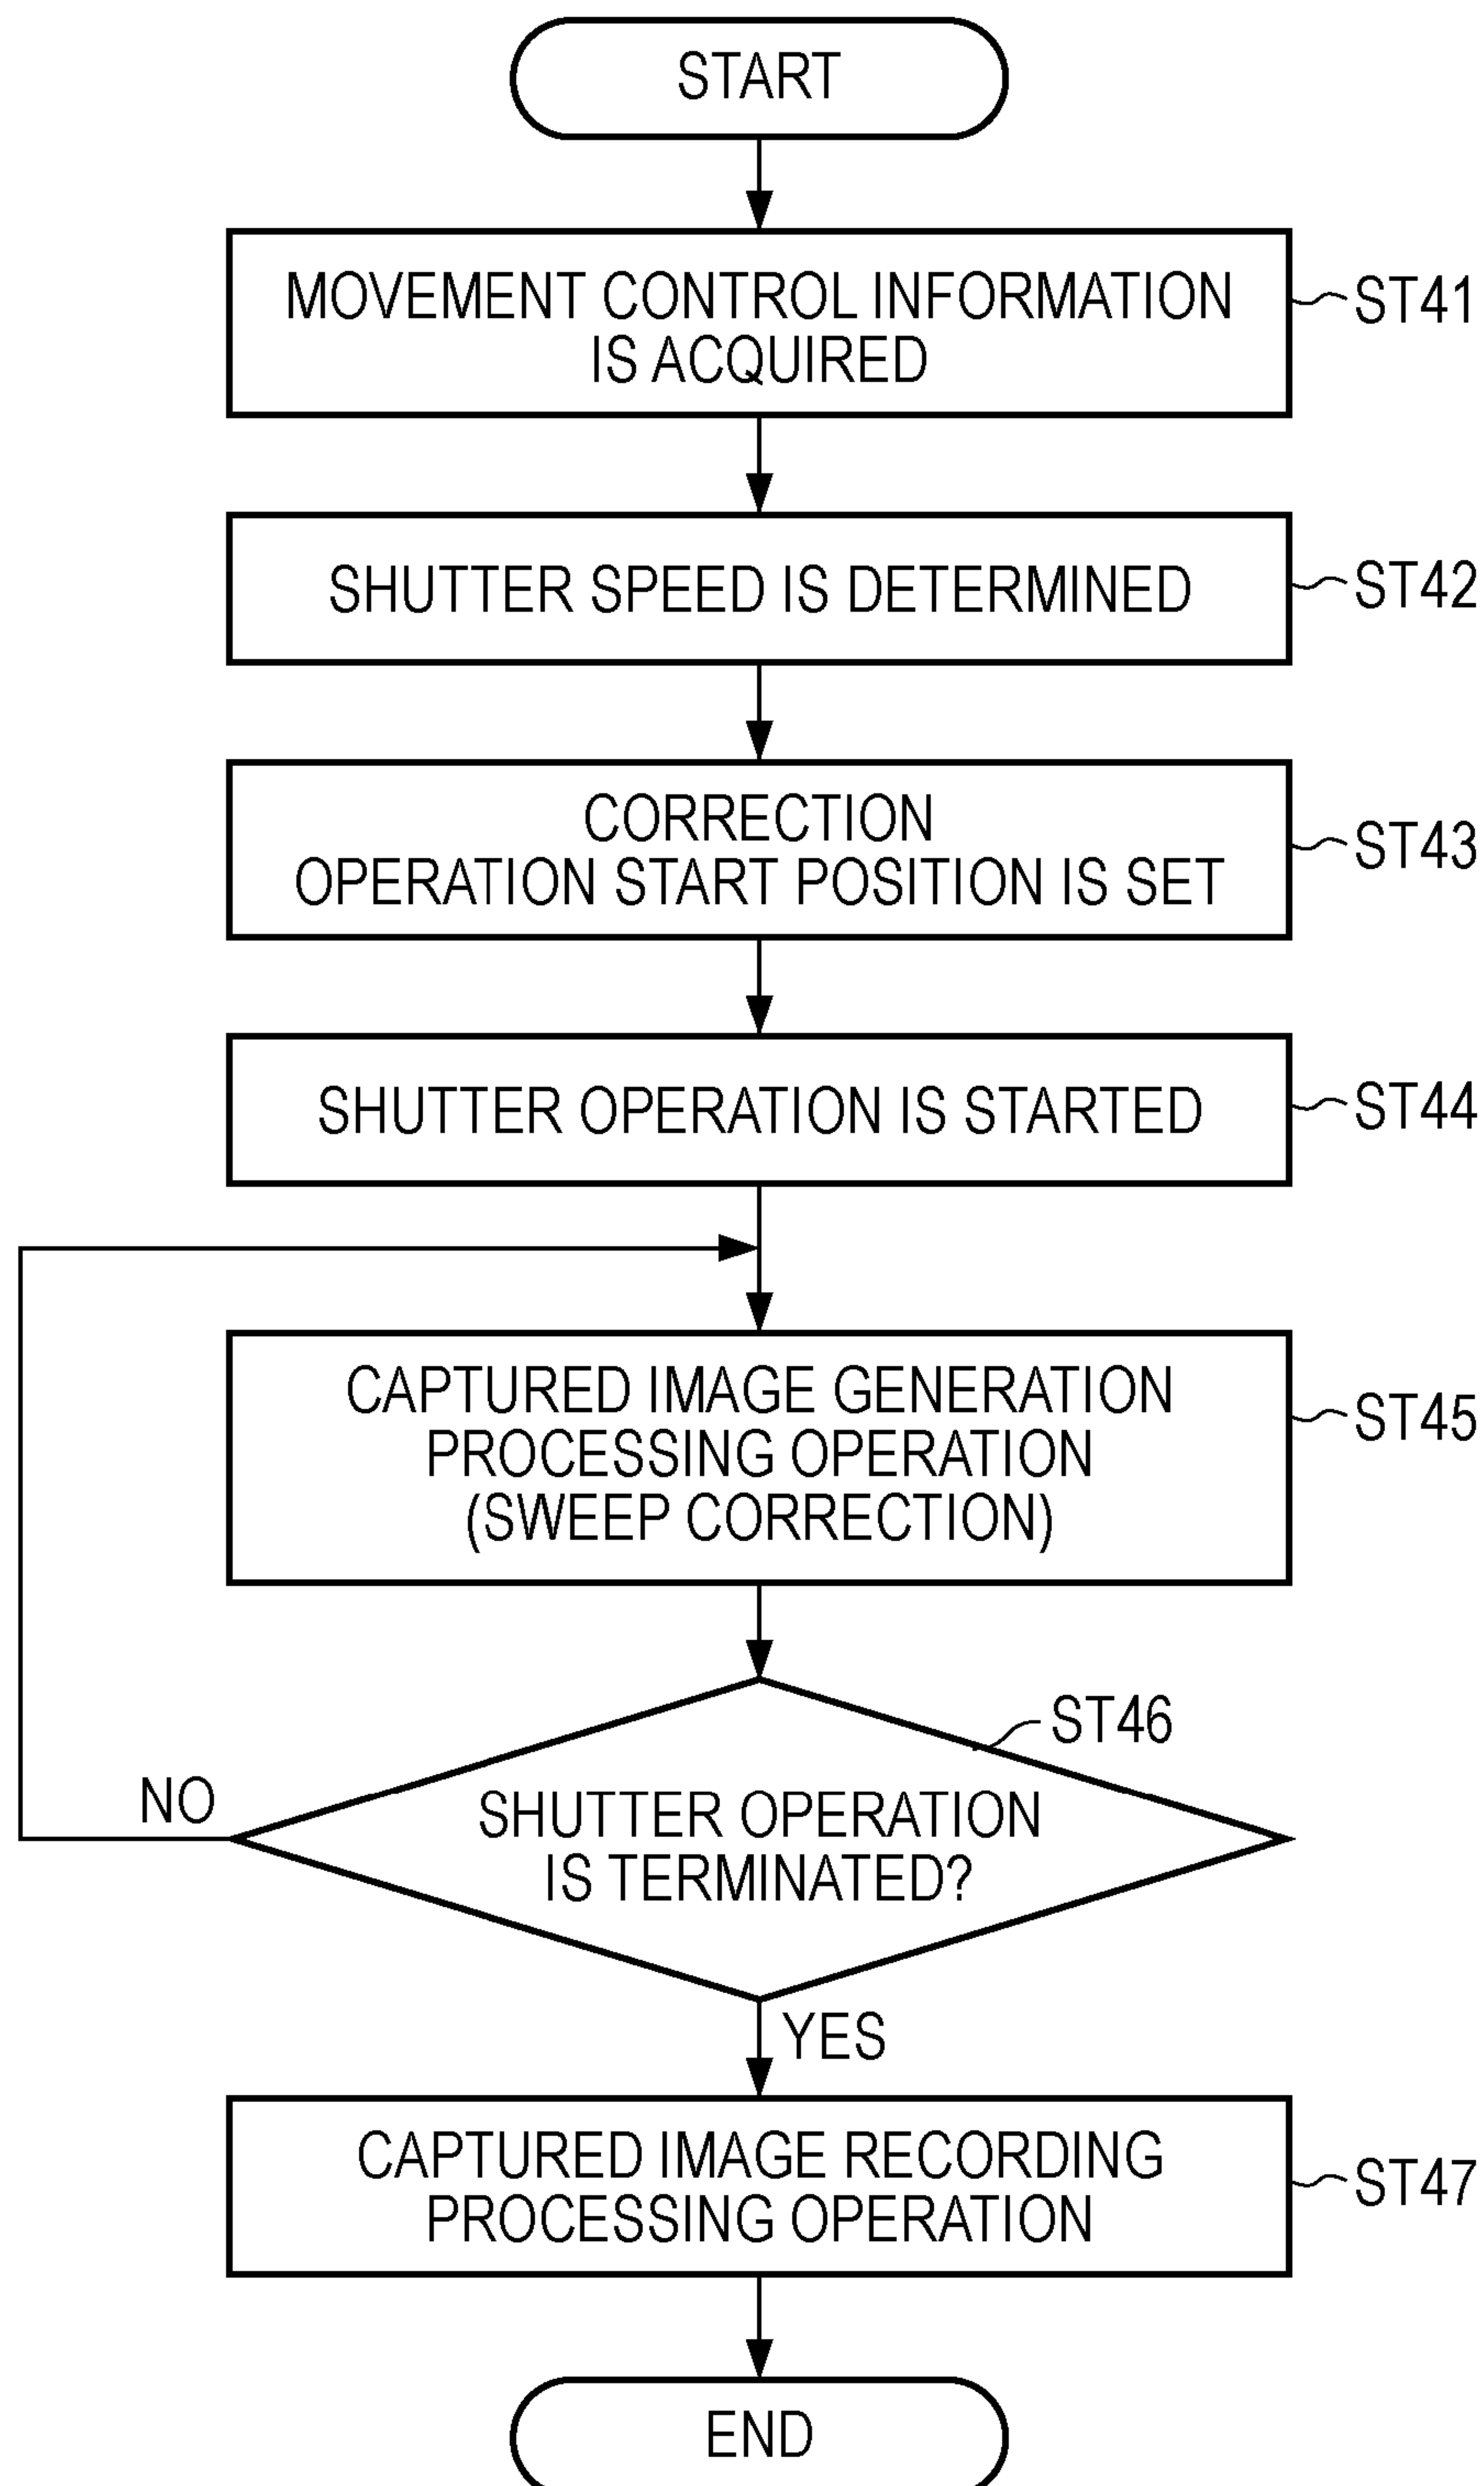 START
MOVEMENT CONTROL INFORMATION
IS ACQUIRED
ST41
SHUTTER SPEED IS DETERMINED
ST42
CORRECTION
OPERATION START POSITION IS SET
ST43
SHUTTER OPERATION IS STARTED
ST44
CAPTURED IMAGE GENERATION
PROCESSING OPERATION
(SWEEP CORRECTION)
ST45
ST46
NO
SHUTTER OPERATION
IS TERMINATED?
YES
CAPTURED IMAGE RECORDING
PROCESSING OPERATION
ST47
END